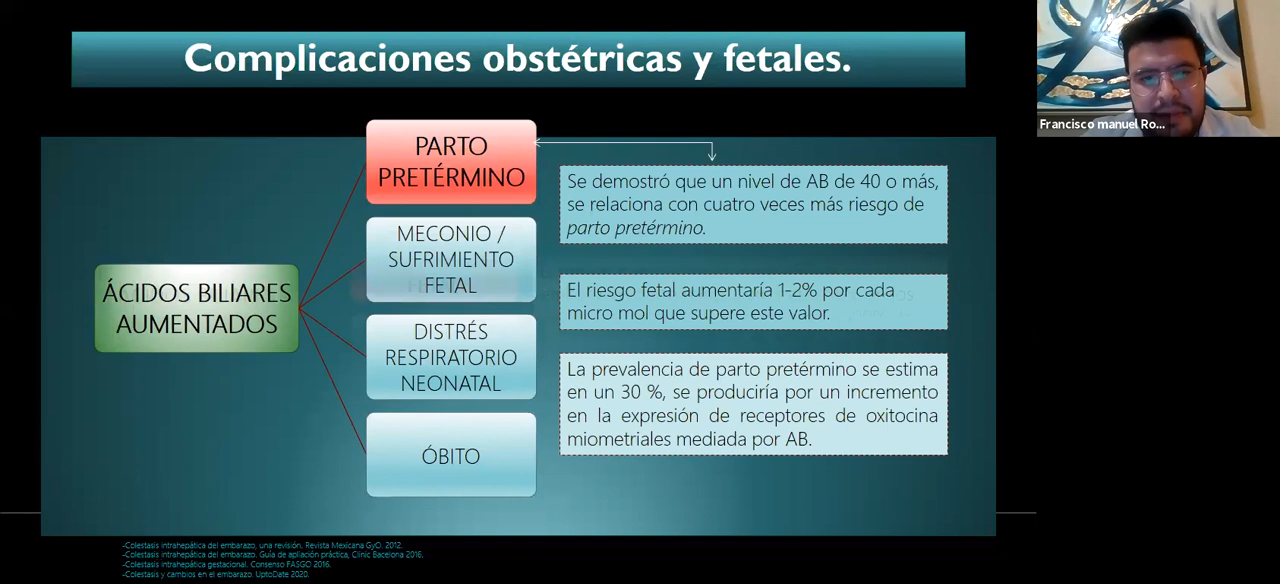 Complicaciones obstétricas y fetales.
Francisco manuel Ro...
PARTO
PRETÉRMINO
MECONIO /
SUFRIMIENTO
FETAL
ÁCIDOS BILIARES
AUMENTADOS
DISTRÉS
RESPIRATORIO
NEONATAL
ÓBITO
Se demostró que un nivel de AB de 40 o más,
se relaciona con cuatro veces más riesgo de
parto pretérmino.
El riesgo fetal aumentaría 1-2% por cada
micro mol que supere este valor.
La prevalencia de parto pretérmino se estima
en un 30 %, se produciría por un incremento
en la expresión de receptores de oxitocina
miometriales mediada por AB.
-Colestasis intrahepática del embarazo, una revisión. Revista Mexicana GyO. 2012.
-Colestasis intrahepática del embarazo. Guía de apliación práctica, Clinic Bacelona 2016.
-Colestasis intrahepática gestacional. Consenso FASGO 2016.
-Colestasis y cambios en el embarazo. UptoDate 2020.